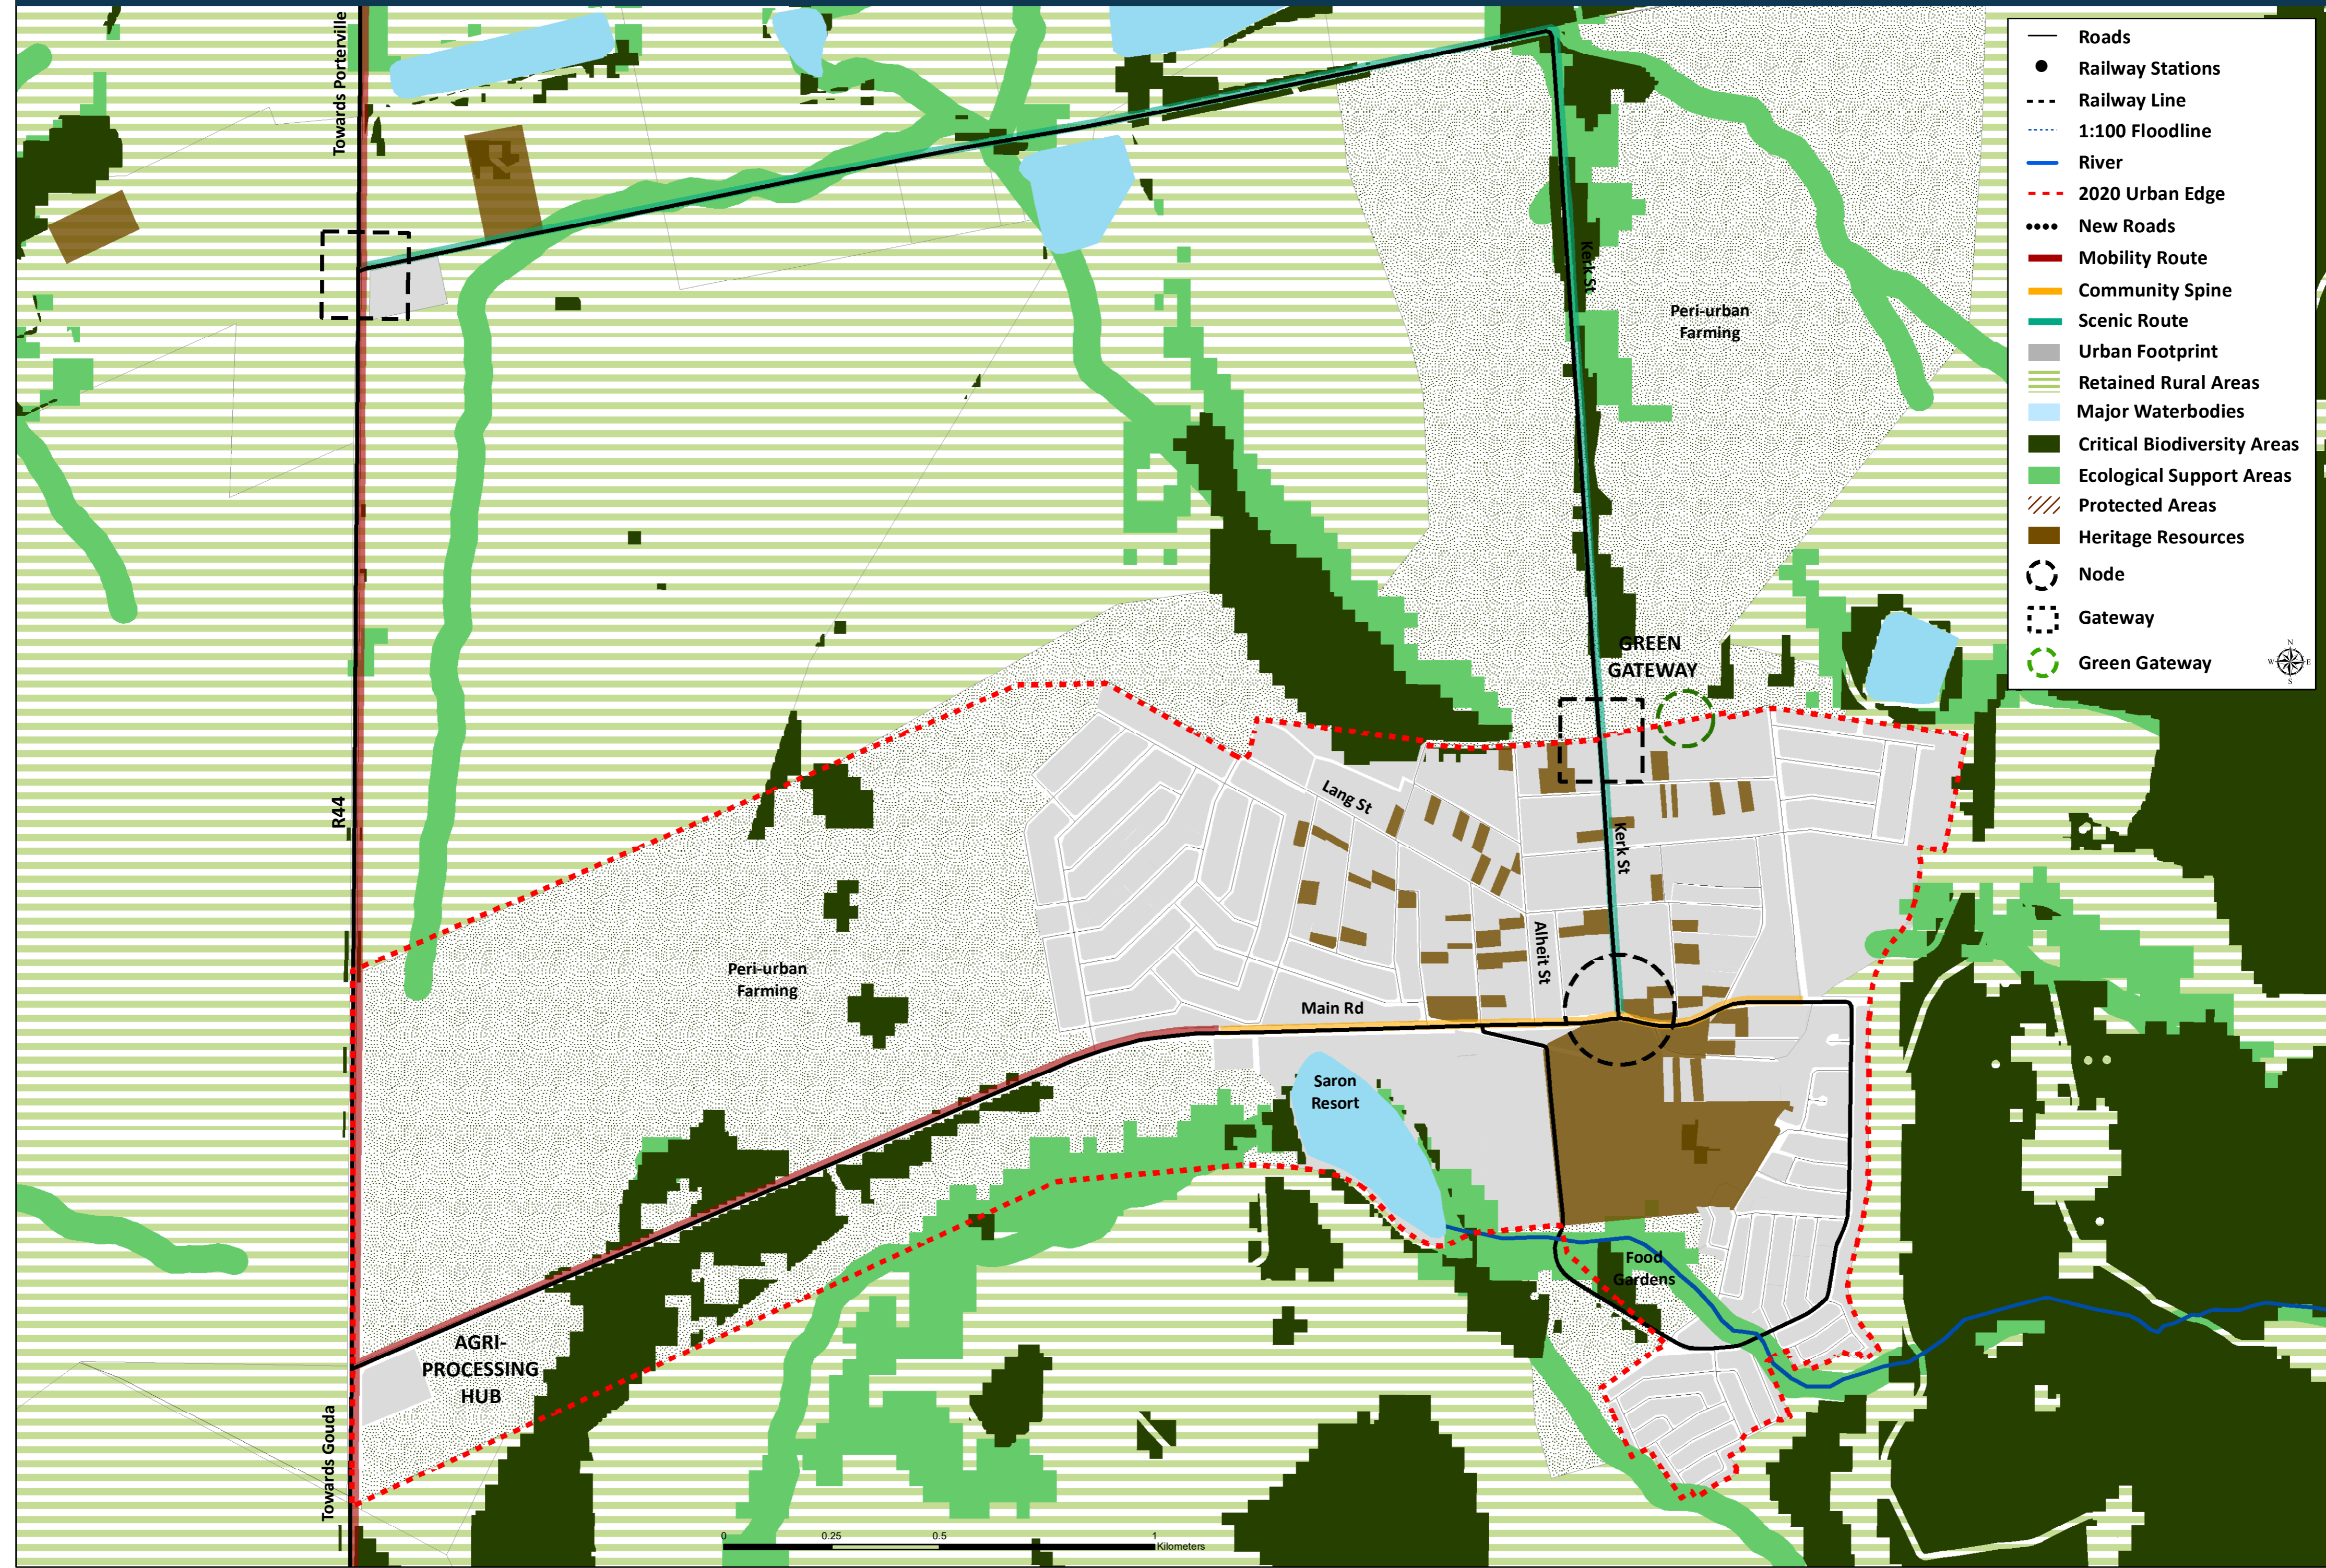 Towards Porterville
Roads
Railway Stations
Railway Line
1:100 Floodline
River
2020 Urban Edge
New Roads
Mobility Route
Community Spine
Scenic Route
Urban Footprint
Retained Rural Areas
Major Waterbodies
Critical Biodiversity Areas
Ecological Support Areas
Protected Areas
Heritage Resources
Node
Gateway
Green Gateway
N
W
E
S
Kerk St
Peri-urban
Farming
GREEN
GATEWAY
R44
Lang St
Kerk St
Alheit St
Peri-urban
Farming
Main Rd
Saron
Resort
Food
Gardens
AGRI-
PROCESSING
HUB
Towards Gouda
0 0.25 0.5 1
Kilometers